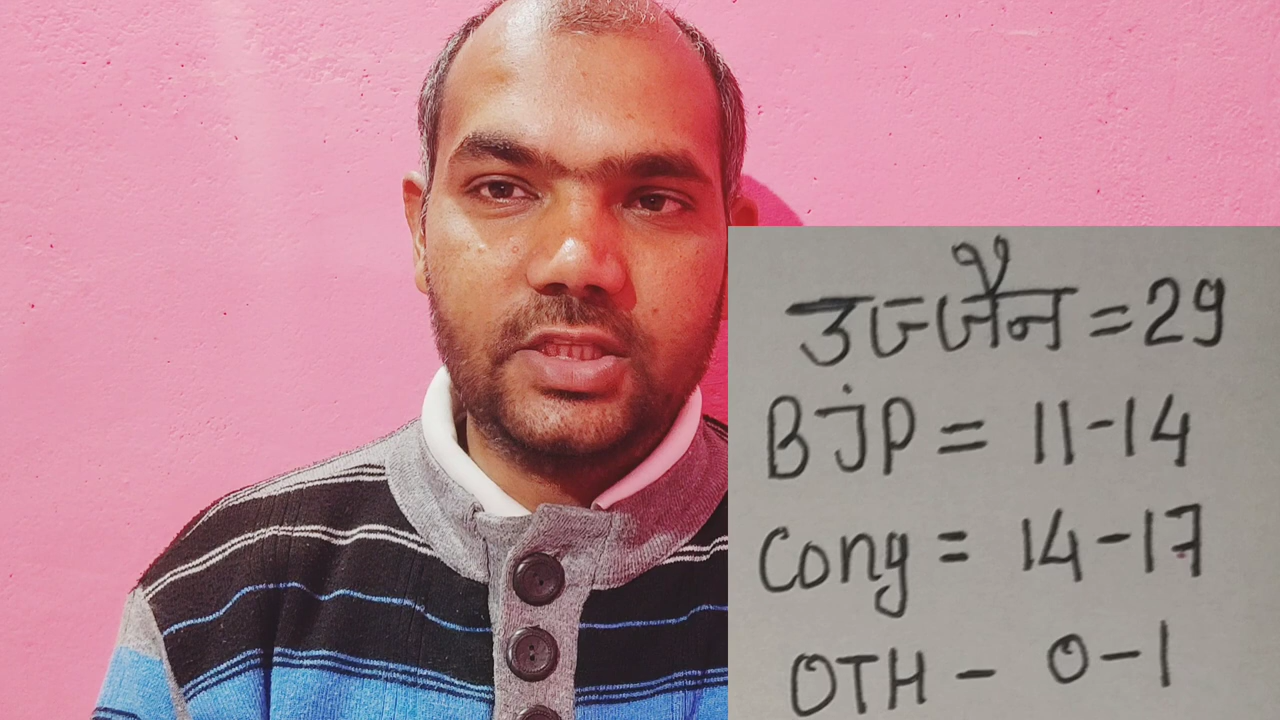 उज्जैन = 29
BJP = 11-14
Cong = 14-17
OTH - 0-1